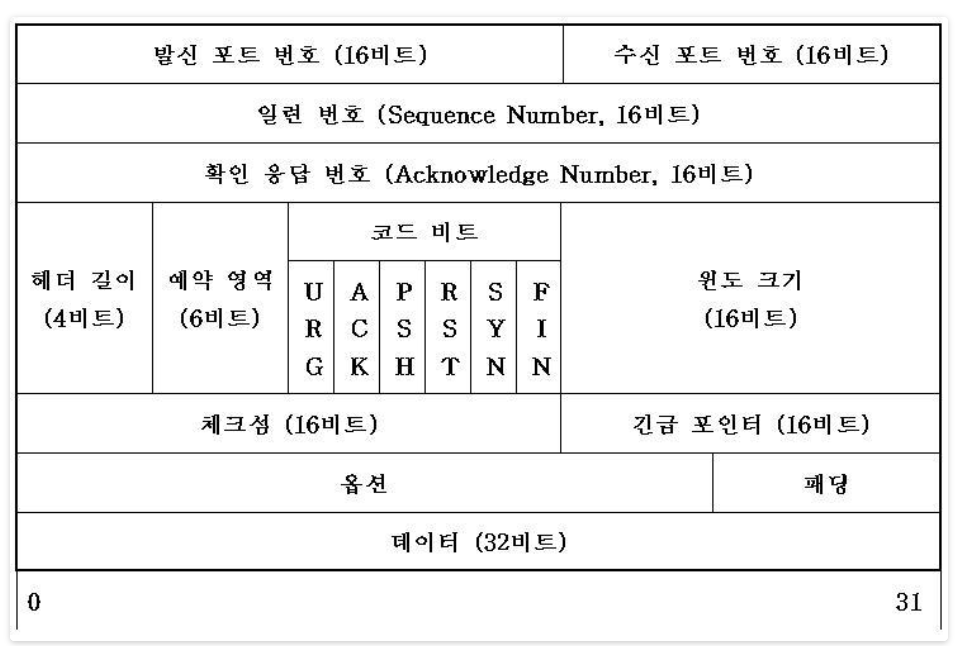 발신 포트 번호 (16비트)
수신 포트 번호 (16비트)
일련 번호 (Sequence Number, 16비트)
확인 응답 번호 (Acknowledge Number, 16비트)
헤더 길이
(4비트)
예약 영역
(6비트)
코드 비트
URG
ACK
PSH
RST
SYN
FIN
윈도 크기
(16비트)
체크섬 (16비트)
긴급 포인터 (16비트)
옵션
패딩
데이터 (32비트)
0
31